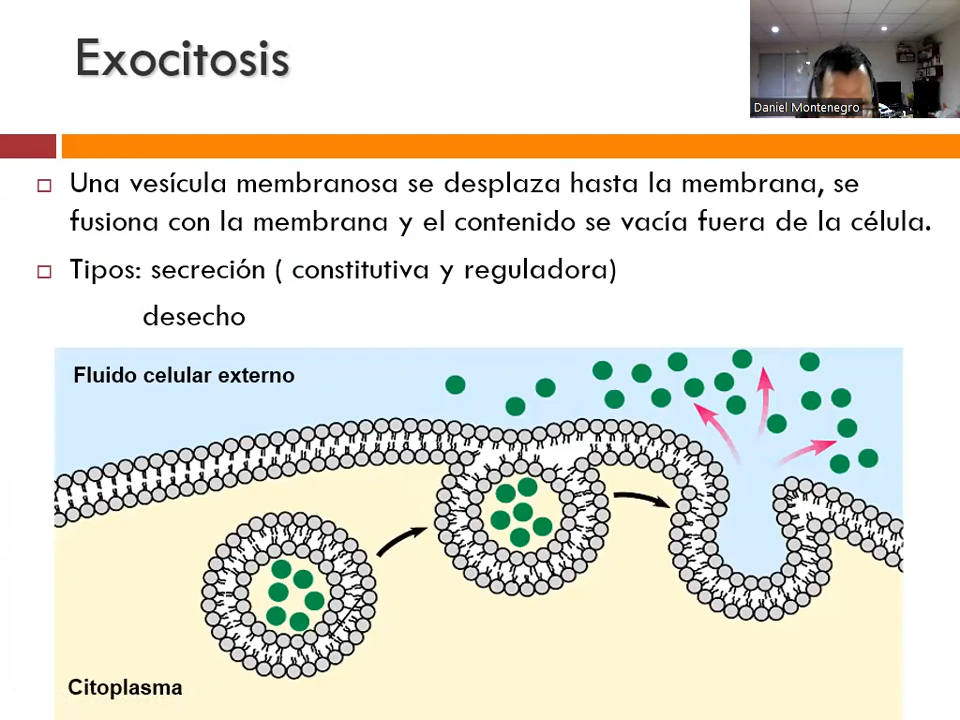 Exocitosis
Daniel Montenegro
Una vesícula membranosa se desplaza hasta la membrana, se
fusiona con la membrana y el contenido se vacía fuera de la célula.
Tipos: secreción ( constitutiva y reguladora)
desecho
Fluido celular externo
Citoplasma